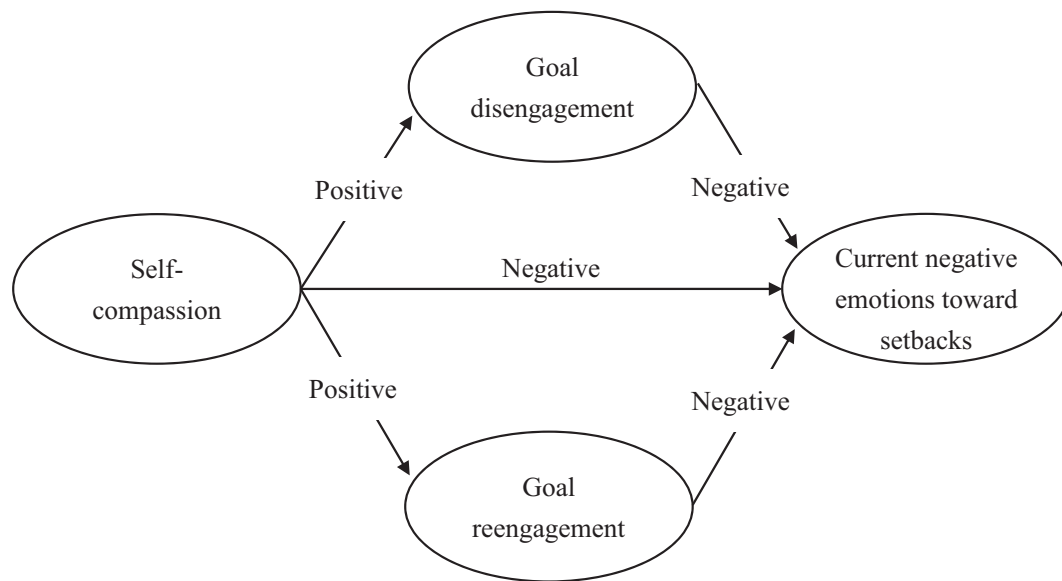 Goal
disengagement
Positive
Negative
Self-
compassion
Negative
Current negative
emotions toward
setbacks
Positive
Negative
Goal
reengagement